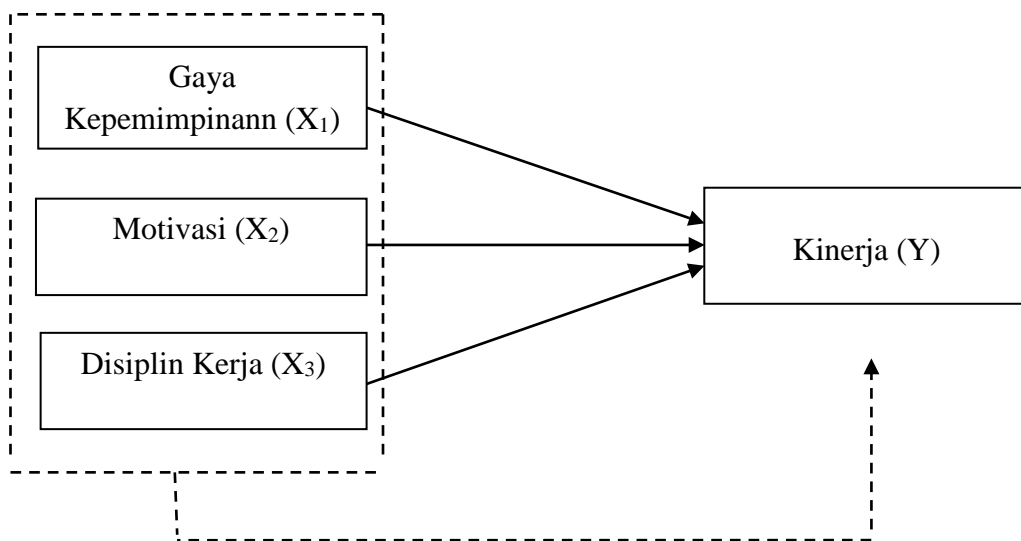 Gaya
Kepemimpinann (X₁)
Motivasi (X₂)
Kinerja (Y)
Disiplin Kerja (X₃)